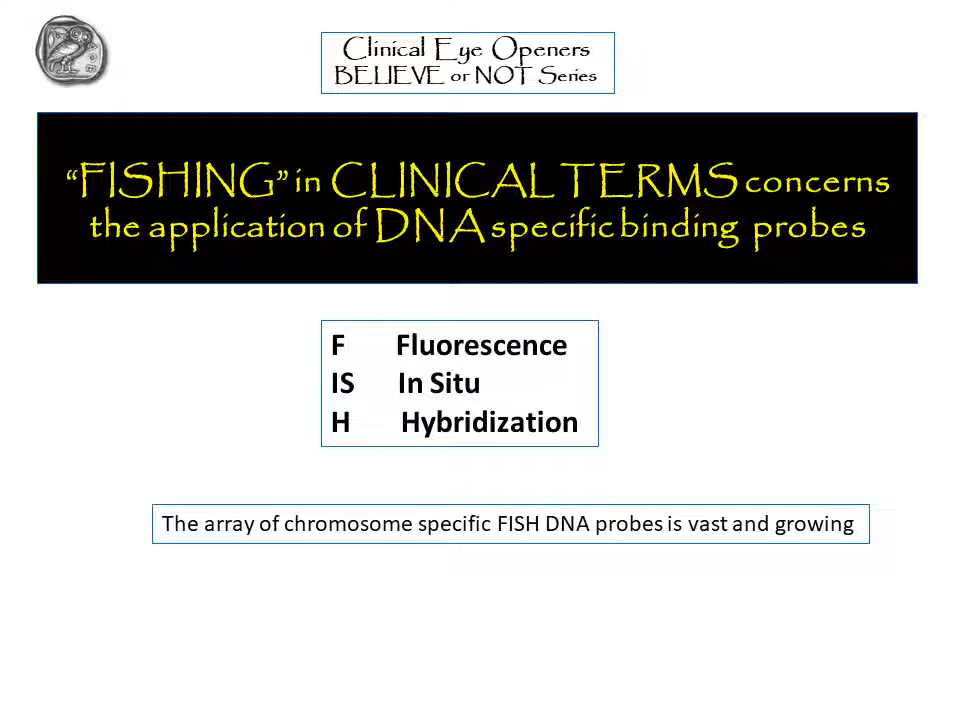 Clinical Eye Openers
BELIEVE or NOT Series
“FISHING” in CLINICAL TERMS concerns
the application of DNA specific binding probes
F Fluorescence
IS In Situ
H Hybridization
The array of chromosome specific FISH DNA probes is vast and growing